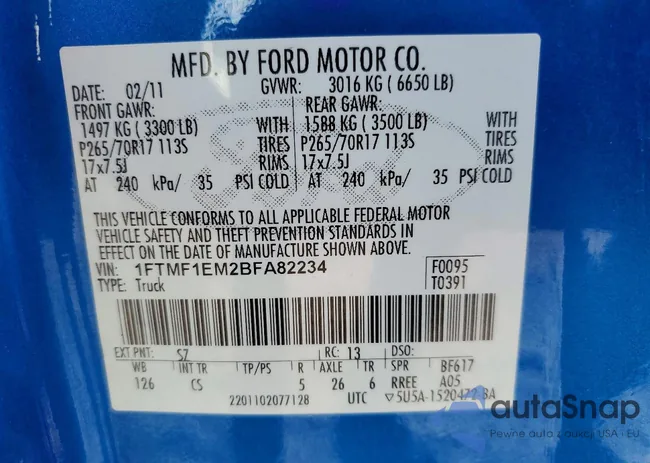 MFD. BY FORD MOTOR CO.
DATE: 02/11 GVWR: 3016 KG ( 6650 LB)
FRONT GAWR: REAR GAWR:
1497 KG ( 3300 LB) WITH 1588 KG ( 3500 LB) WITH
P265/70R17 113S TIRES P265/70R17 113S TIRES
17x7.5J RIMS 17x7.5J RIMS
AT 240 kPa/ 35 PSI COLD AT 240 kPa/ 35 PSI COLD
THIS VEHICLE CONFORMS TO ALL APPLICABLE FEDERAL MOTOR
VEHICLE SAFETY AND THEFT PREVENTION STANDARDS IN
EFFECT ON THE DATE OF MANUFACTURE SHOWN ABOVE.
VIN: 1FTMF1EM2BFA82234 F0095
TYPE: Truck T0391
EXT PNT: S7 RC: 13 DSO:
WB INT TR TP/PS R AXLE TR SPR BF617
126 CS 5 26 6 RREE A05
2201102077128 UTC ▽5U5A-1520472-BA
autaSnap
Pewne auta z aukcji USA i EU